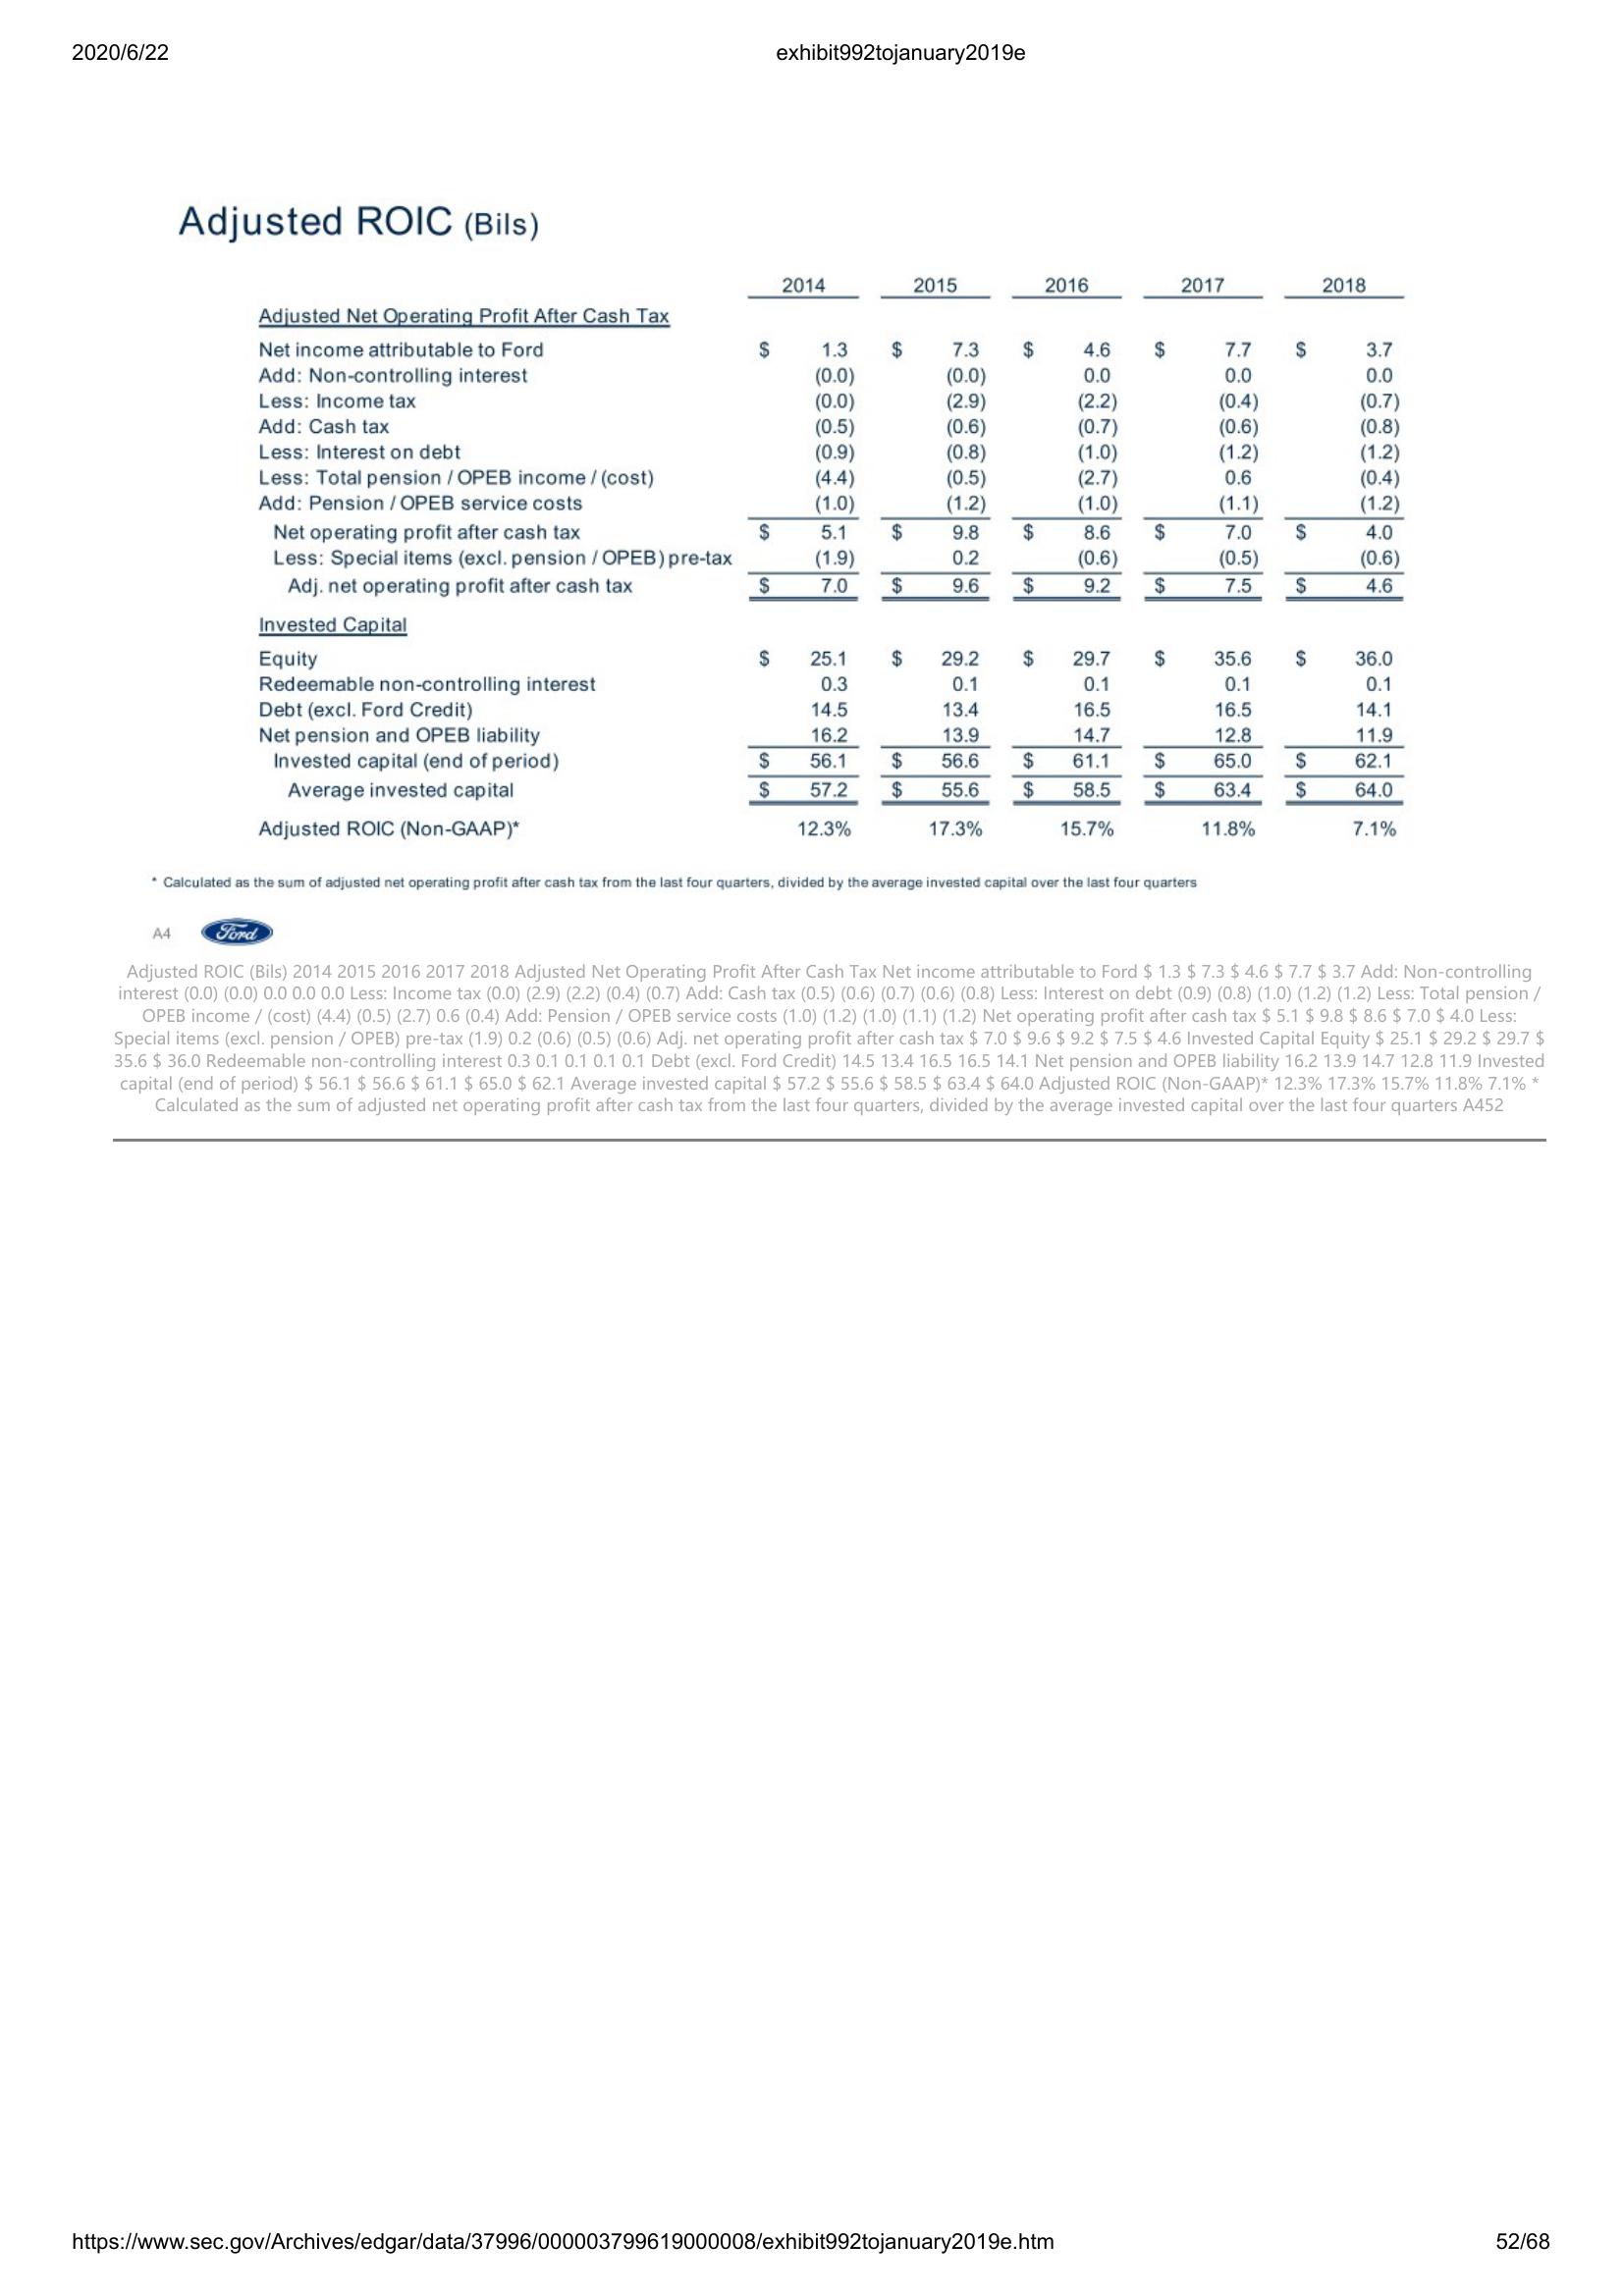 2020/6/22 exhibit992tojanuary2019e
Adjusted ROIC (Bils)
2014 2015 2016 2017 2018
Adjusted Net Operating Profit After Cash Tax
Net income attributable to Ford $ 1.3 $ 7.3 $ 4.6 $ 7.7 $ 3.7
Add: Non-controlling interest (0.0) (0.0) 0.0 0.0 0.0
Less: Income tax (0.0) (2.9) (2.2) (0.4) (0.7)
Add: Cash tax (0.5) (0.6) (0.7) (0.6) (0.8)
Less: Interest on debt (0.9) (0.8) (1.0) (1.2) (1.2)
Less: Total pension / OPEB income / (cost) (4.4) (0.5) (2.7) 0.6 (0.4)
Add: Pension / OPEB service costs (1.0) (1.2) (1.0) (1.1) (1.2)
Net operating profit after cash tax $ 5.1 $ 9.8 $ 8.6 $ 7.0 $ 4.0
Less: Special items (excl. pension / OPEB) pre-tax (1.9) 0.2 (0.6) (0.5) (0.6)
Adj. net operating profit after cash tax $ 7.0 $ 9.6 $ 9.2 $ 7.5 $ 4.6
Invested Capital
Equity $ 25.1 $ 29.2 $ 29.7 $ 35.6 $ 36.0
Redeemable non-controlling interest 0.3 0.1 0.1 0.1 0.1
Debt (excl. Ford Credit) 14.5 13.4 16.5 16.5 14.1
Net pension and OPEB liability 16.2 13.9 14.7 12.8 11.9
Invested capital (end of period) $ 56.1 $ 56.6 $ 61.1 $ 65.0 $ 62.1
Average invested capital $ 57.2 $ 55.6 $ 58.5 $ 63.4 $ 64.0
Adjusted ROIC (Non-GAAP)* 12.3% 17.3% 15.7% 11.8% 7.1%
* Calculated as the sum of adjusted net operating profit after cash tax from the last four quarters, divided by the average invested capital over the last four quarters
A4 Ford
Adjusted ROIC (Bils) 2014 2015 2016 2017 2018 Adjusted Net Operating Profit After Cash Tax Net income attributable to Ford $ 1.3 $ 7.3 $ 4.6 $ 7.7 $ 3.7 Add: Non-controlling
interest (0.0) (0.0) 0.0 0.0 0.0 Less: Income tax (0.0) (2.9) (2.2) (0.4) (0.7) Add: Cash tax (0.5) (0.6) (0.7) (0.6) (0.8) Less: Interest on debt (0.9) (0.8) (1.0) (1.2) (1.2) Less: Total pension /
OPEB income / (cost) (4.4) (0.5) (2.7) 0.6 (0.4) Add: Pension / OPEB service costs (1.0) (1.2) (1.0) (1.1) (1.2) Net operating profit after cash tax $ 5.1 $ 9.8 $ 8.6 $ 7.0 $ 4.0 Less:
Special items (excl. pension / OPEB) pre-tax (1.9) 0.2 (0.6) (0.5) (0.6) Adj. net operating profit after cash tax $ 7.0 $ 9.6 $ 9.2 $ 7.5 $ 4.6 Invested Capital Equity $ 25.1 $ 29.2 $ 29.7 $
35.6 $ 36.0 Redeemable non-controlling interest 0.3 0.1 0.1 0.1 0.1 Debt (excl. Ford Credit) 14.5 13.4 16.5 16.5 14.1 Net pension and OPEB liability 16.2 13.9 14.7 12.8 11.9 Invested
capital (end of period) $ 56.1 $ 56.6 $ 61.1 $ 65.0 $ 62.1 Average invested capital $ 57.2 $ 55.6 $ 58.5 $ 63.4 $ 64.0 Adjusted ROIC (Non-GAAP)* 12.3% 17.3% 15.7% 11.8% 7.1% *
Calculated as the sum of adjusted net operating profit after cash tax from the last four quarters, divided by the average invested capital over the last four quarters A452
https://www.sec.gov/Archives/edgar/data/37996/000003799619000008/exhibit992tojanuary2019e.htm 52/68